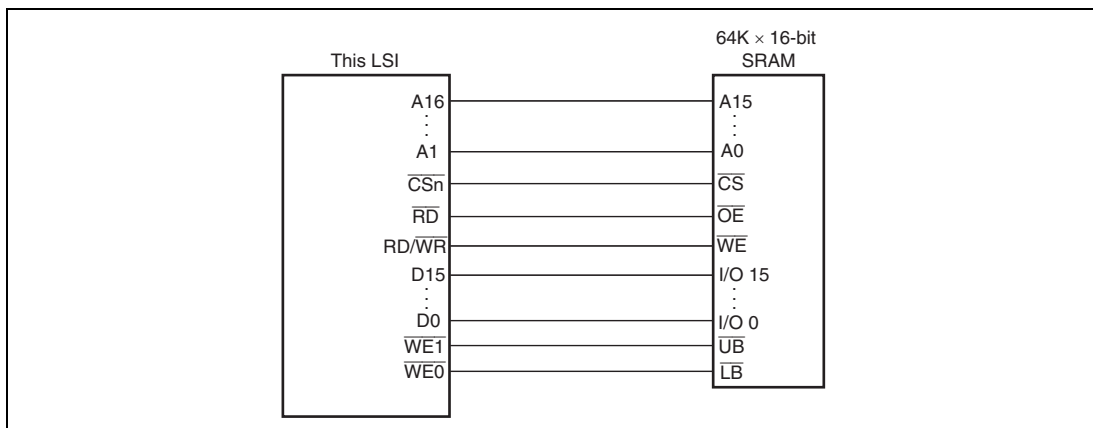 64K × 16-bit
This LSI SRAM
A16 A15
A1 A0
CSn CS
RD OE
RD/WR WE
D15 I/O 15
D0 I/O 0
WE1 UB
WE0 LB